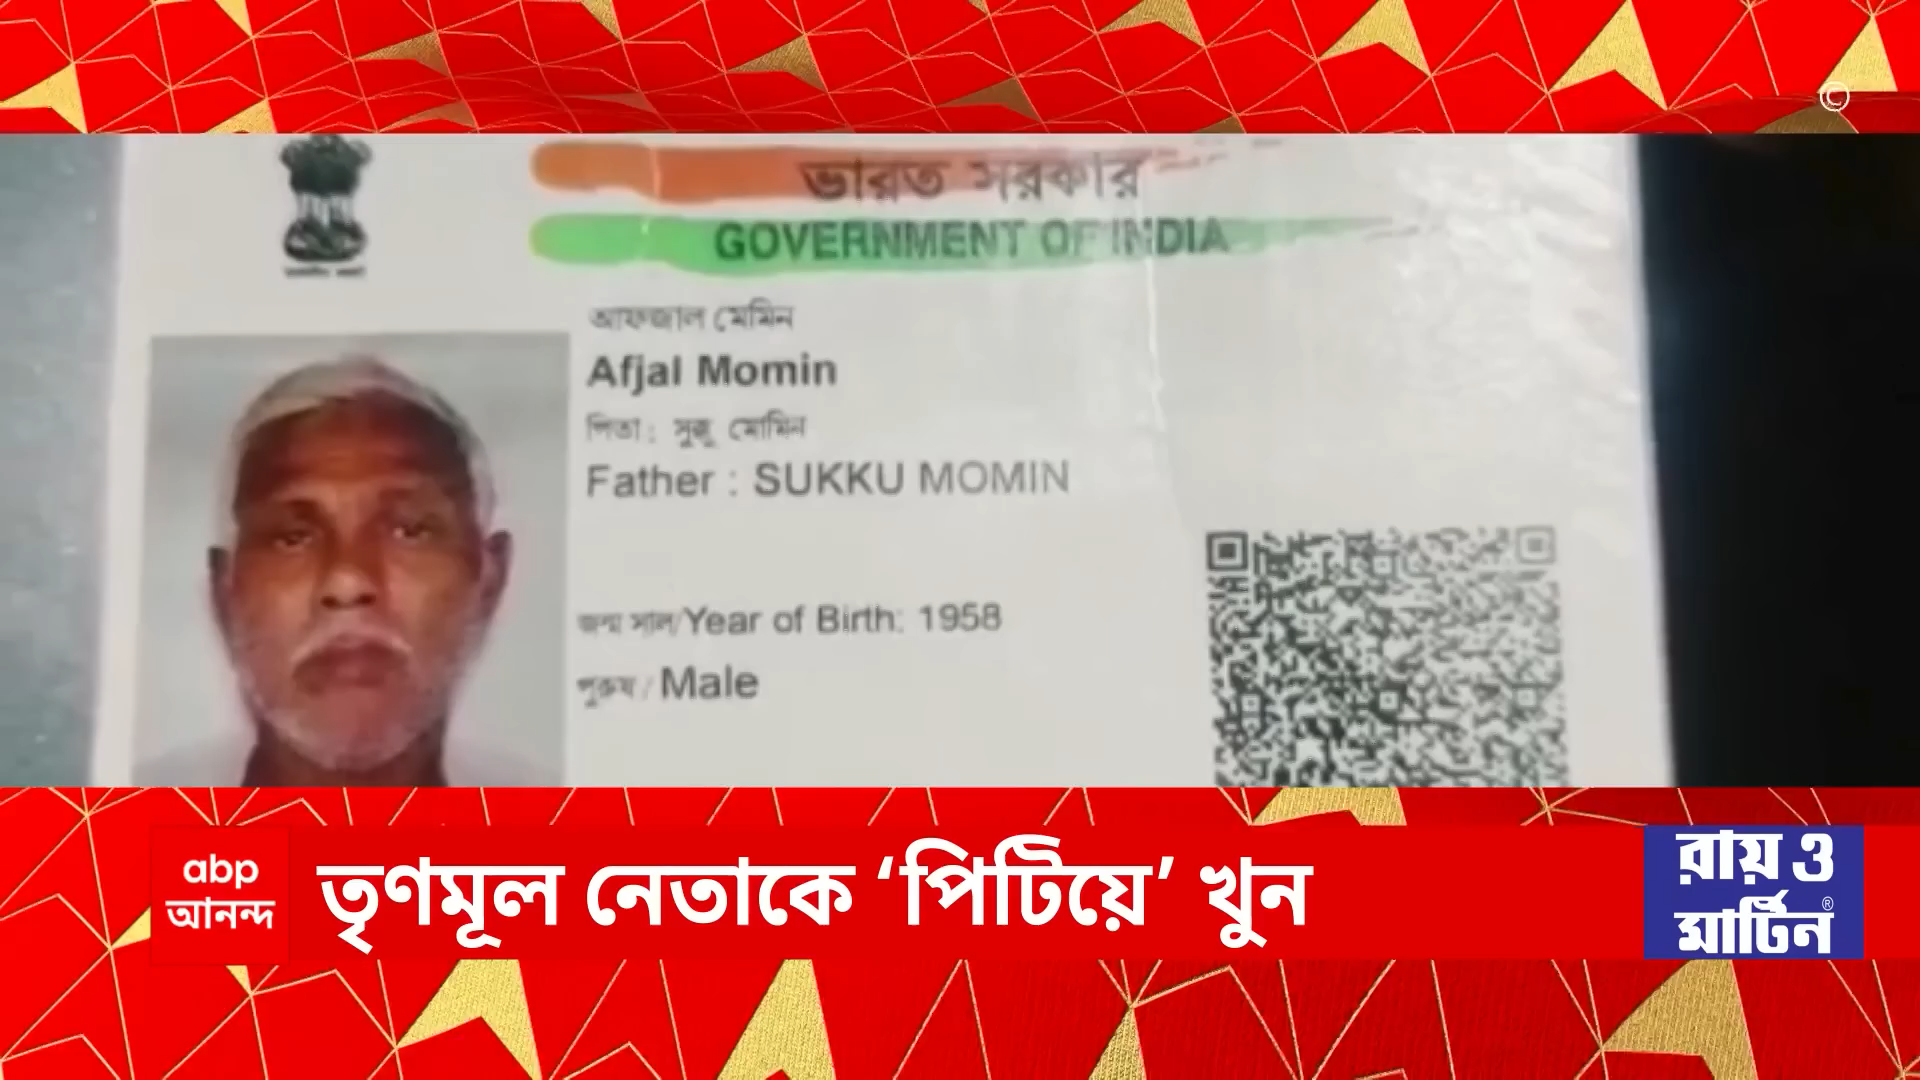 ©
ভারত সরকার
GOVERNMENT OF INDIA
আফজাল মেমিন
Afjal Momin
পিতা : সুকু মোমিন
Father : SUKKU MOMIN
জন্ম সাল/Year of Birth: 1958
পুরুষ / Male
abp
আনন্দ
তৃণমূল নেতাকে ‘পিটিয়ে’ খুন
রায় ও
মার্টিন®